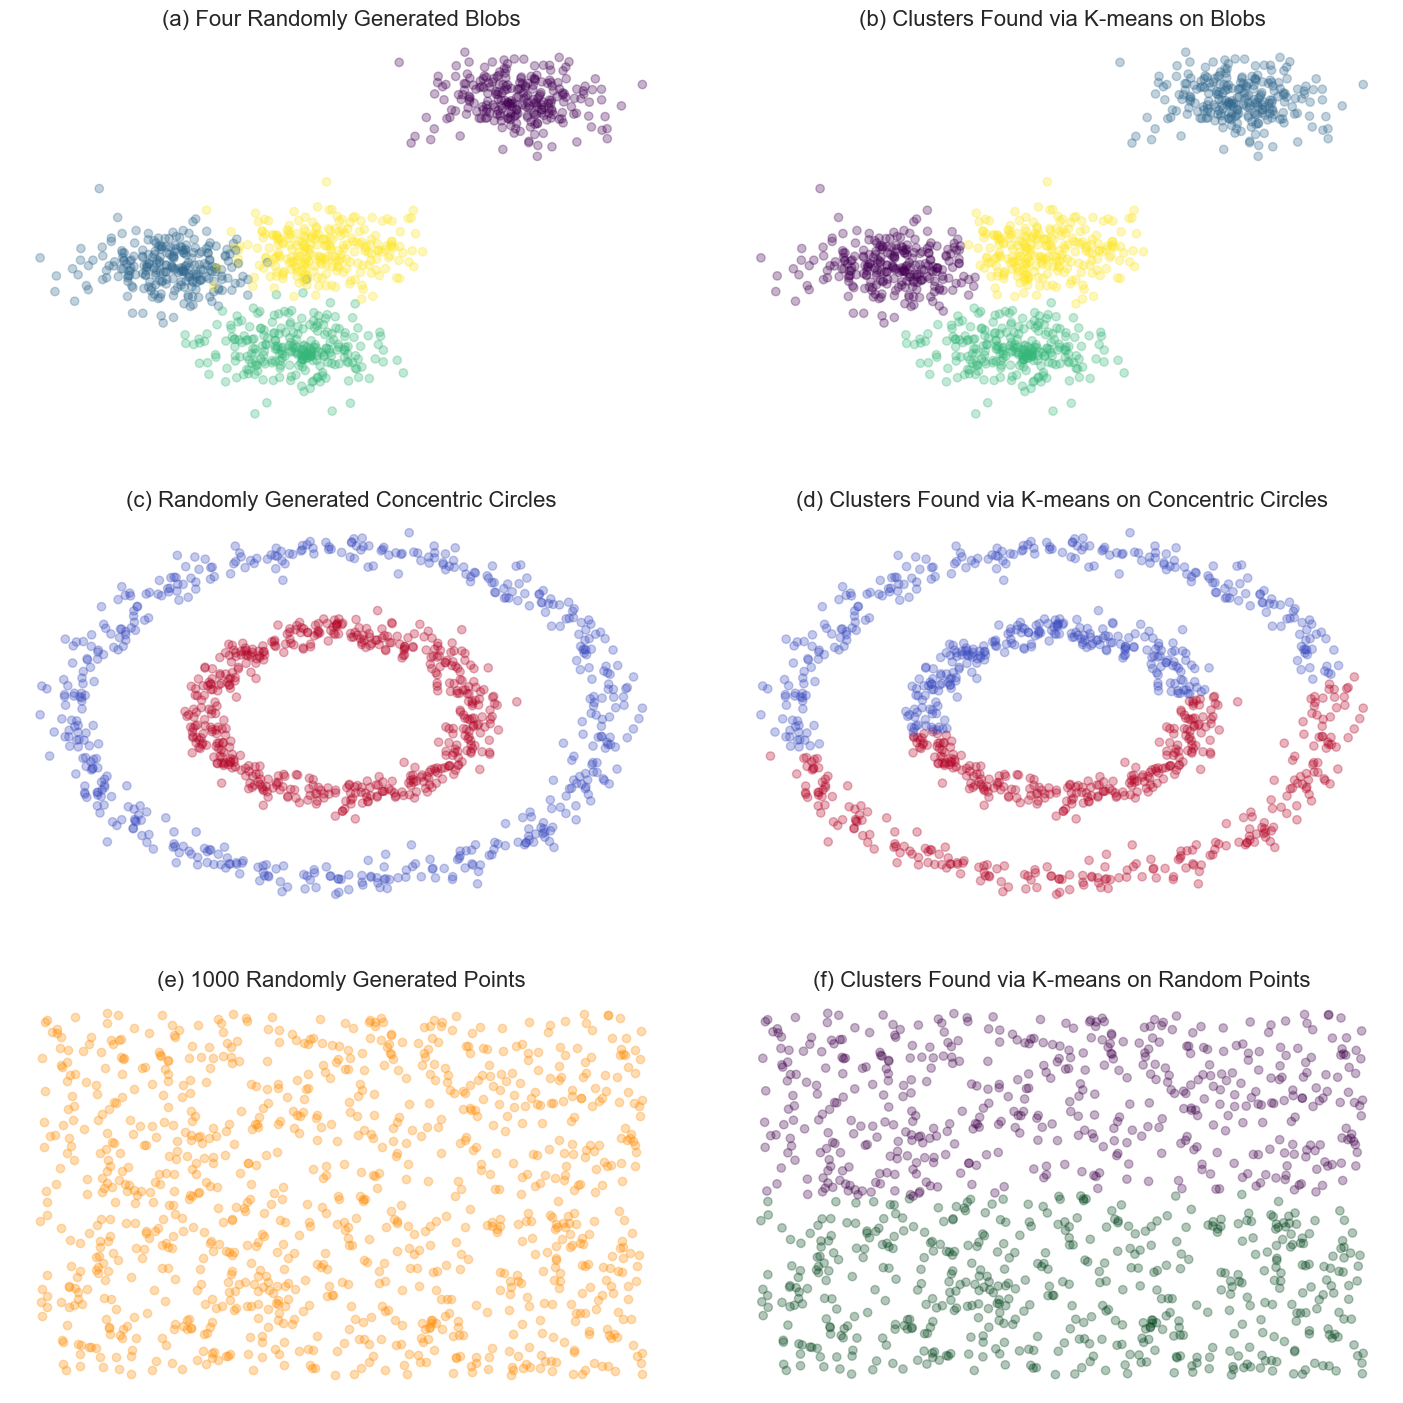 (a) Four Randomly Generated Blobs
(b) Clusters Found via K-means on Blobs
(c) Randomly Generated Concentric Circles
(d) Clusters Found via K-means on Concentric Circles
(e) 1000 Randomly Generated Points
(f) Clusters Found via K-means on Random Points